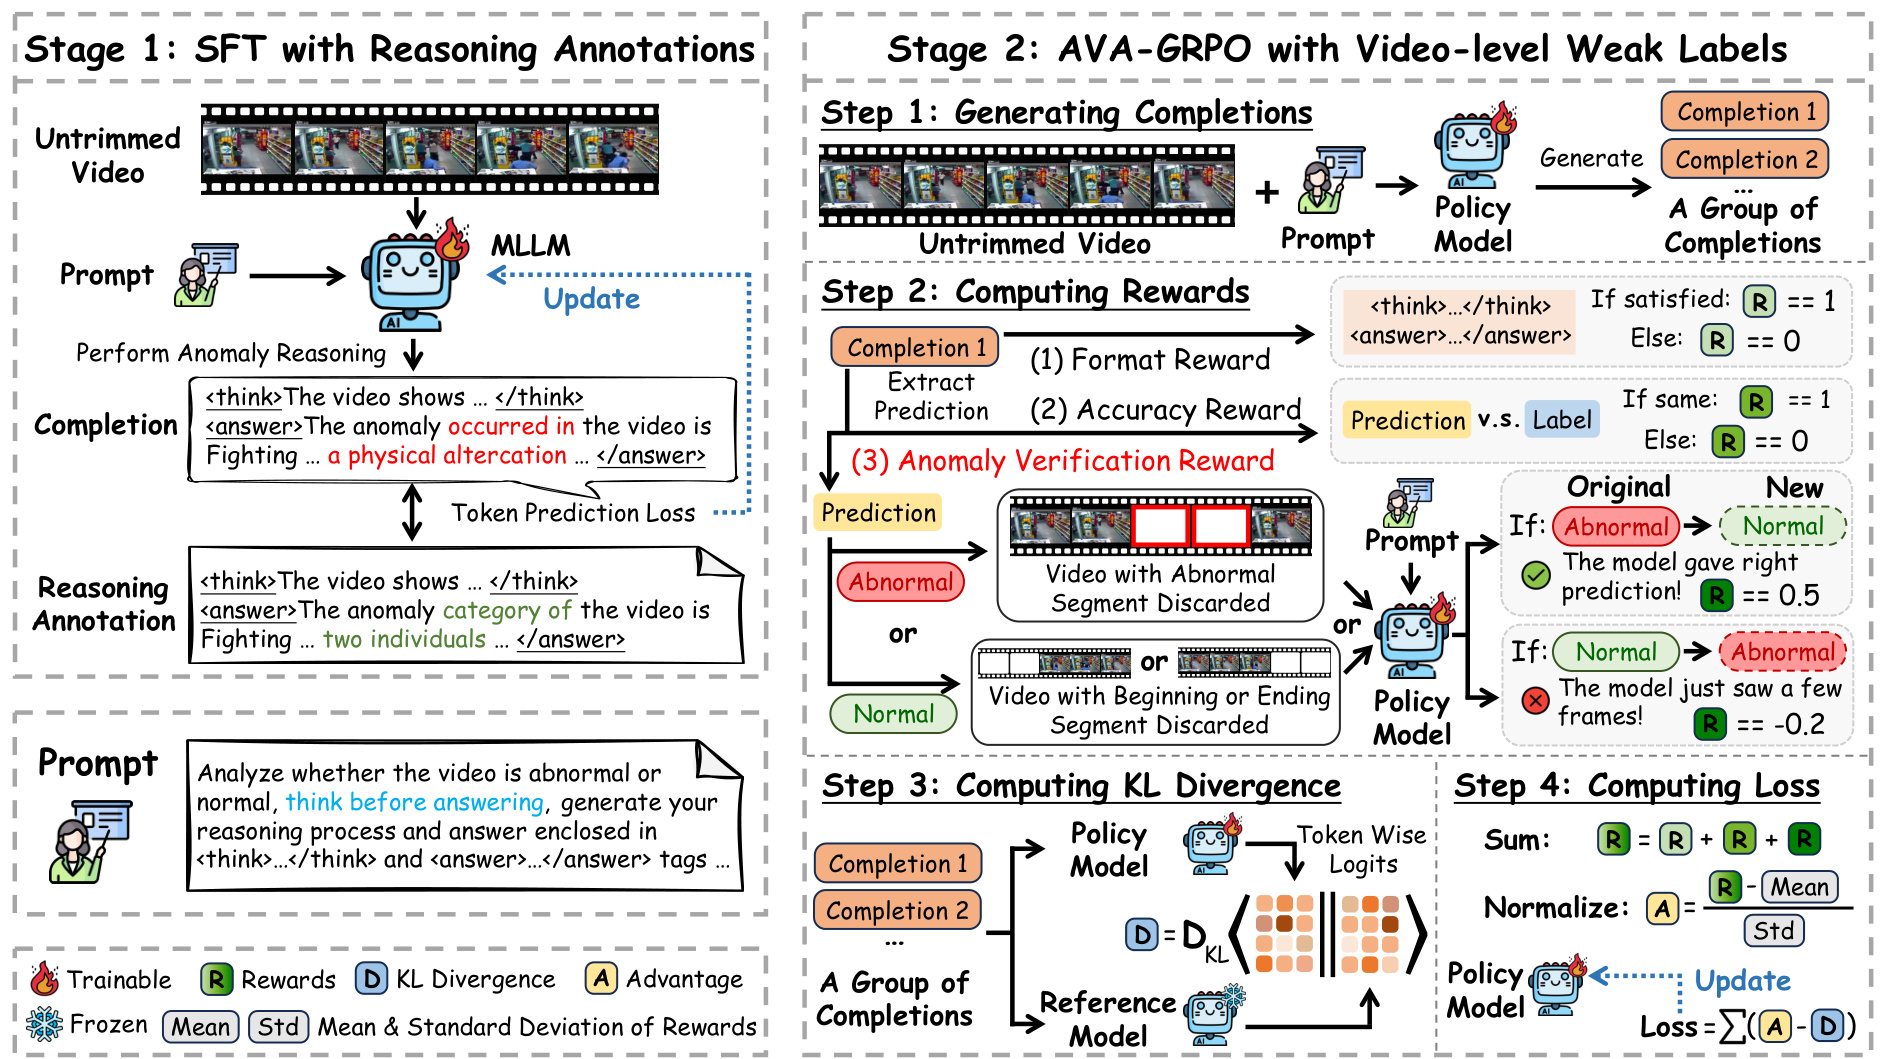 Stage 1: SFT with Reasoning Annotations
Untrimmed
Video
MLLM
Prompt
Update
AI
Perform Anomaly Reasoning
Completion
<think>The video shows ... </think>
<answer>The anomaly occurred in the video is
Fighting ... a physical altercation ... </answer>
Token Prediction Loss
Reasoning
Annotation
<think>The video shows ... </think>
<answer>The anomaly category of the video is
Fighting ... two individuals ... </answer>
Prompt
Analyze whether the video is abnormal or
normal, think before answering, generate your
reasoning process and answer enclosed in
<think>...</think> and <answer>...</answer> tags ...
Trainable
R Rewards
D KL Divergence
A Advantage
Frozen
Mean Std Mean & Standard Deviation of Rewards
Stage 2: AVA-GRPO with Video-level Weak Labels
Step 1: Generating Completions
Untrimmed Video
+
Prompt
AI
Policy
Model
Generate
Completion 1
Completion 2
...
A Group of
Completions
Step 2: Computing Rewards
Completion 1
Extract
Prediction
(1) Format Reward
<think>...</think>
<answer>...</answer>
If satisfied: R == 1
Else: R == 0
(2) Accuracy Reward
Prediction v.s. Label
If same: R == 1
Else: R == 0
(3) Anomaly Verification Reward
Prediction
Abnormal
or
Normal
Video with Abnormal
Segment Discarded
or
Video with Beginning or Ending
Segment Discarded
or
Prompt
AI
Policy
Model
Original New
If: Abnormal Normal
The model gave right
prediction! R == 0.5
If: Normal Abnormal
The model just saw a few
frames! R == -0.2
Step 3: Computing KL Divergence
Completion 1
Completion 2
...
A Group of
Completions
Policy
Model
AI
Token Wise
Logits
D = DKL
Reference
Model
AI
Step 4: Computing Loss
Sum: R = R + R + R
Normalize: A = R - Mean
Std
Policy
Model
AI
Update
Loss = ∑(A - D)